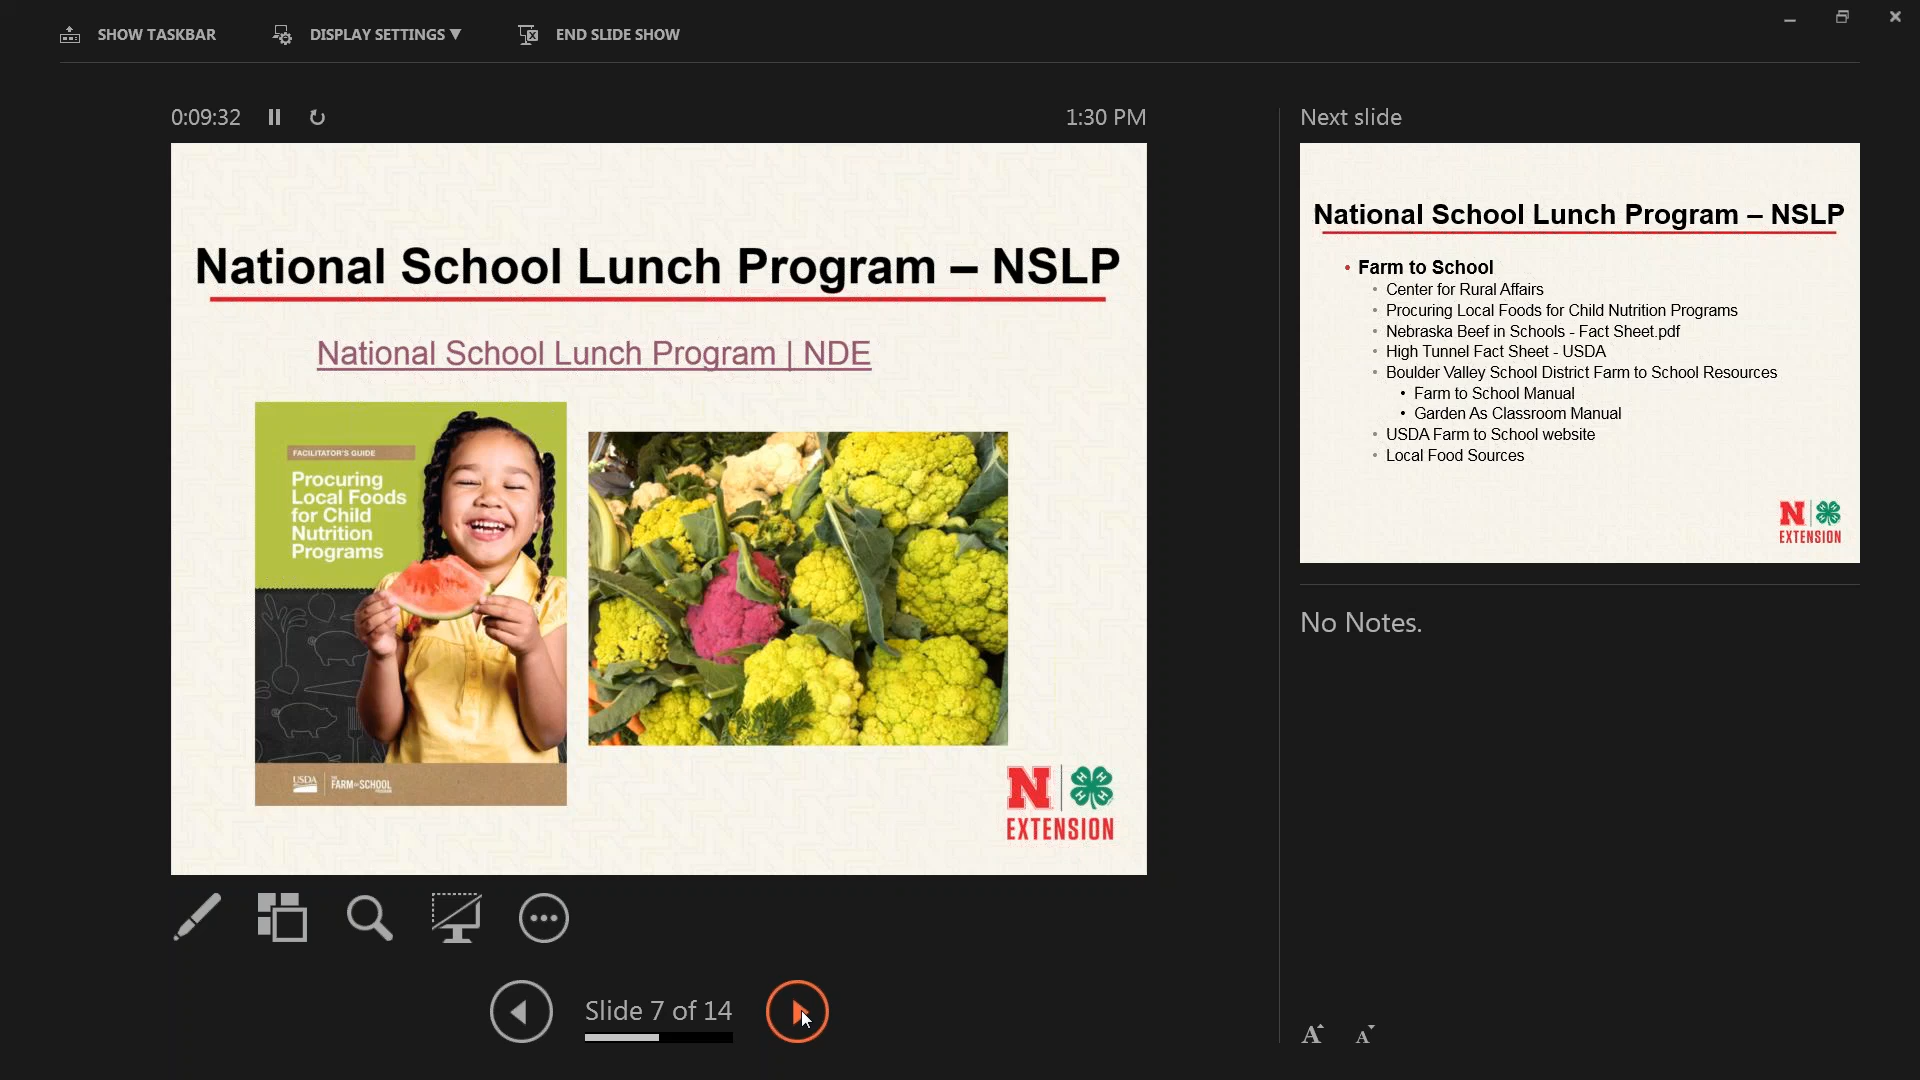 SHOW TASKBAR
DISPLAY SETTINGS ▼
END SLIDE SHOW
0:09:32
1:30 PM
National School Lunch Program – NSLP
National School Lunch Program | NDE
FACILITATOR'S GUIDE
Procuring
Local Foods
for Child
Nutrition
Programs
USDA
THE
FARM TO SCHOOL
PROGRAM
N
H H H H
EXTENSION
Slide 7 of 14
Next slide
National School Lunch Program – NSLP
• Farm to School
• Center for Rural Affairs
• Procuring Local Foods for Child Nutrition Programs
• Nebraska Beef in Schools - Fact Sheet.pdf
• High Tunnel Fact Sheet - USDA
• Boulder Valley School District Farm to School Resources
• Farm to School Manual
• Garden As Classroom Manual
• USDA Farm to School website
• Local Food Sources
N
EXTENSION
No Notes.
A A